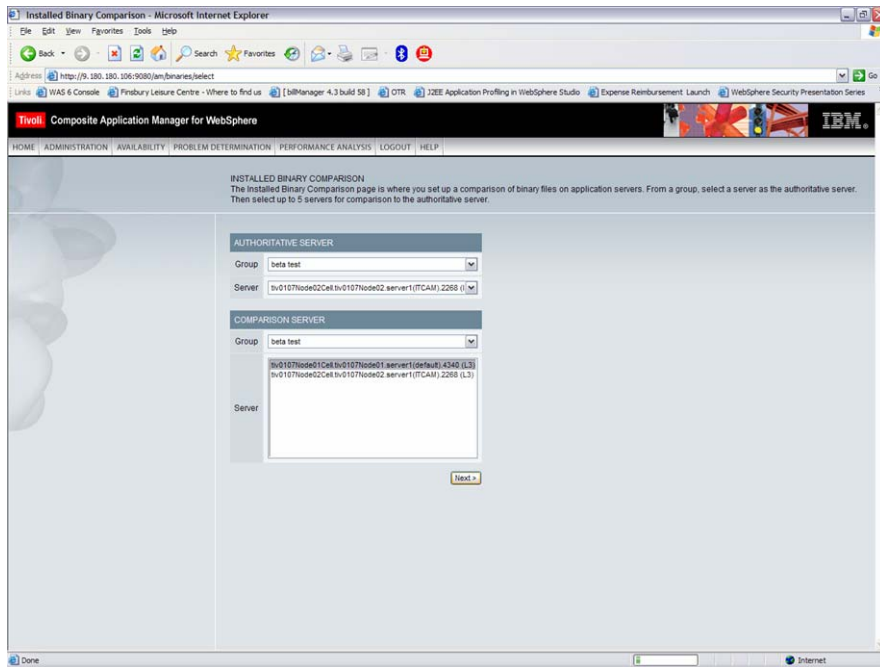 Installed Binary Comparison - Microsoft Internet Explorer
File Edit View Favorites Tools Help
Back Search Favorites
Address http://9.180.180.106:9080/am/binaries/select Go
Links WAS 6 Console Finsbury Leisure Centre - Where to find us [ billManager 4.3 build 58 ] OTR J2EE Application Profiling in WebSphere Studio Expense Reimbursement Launch WebSphere Security Presentation Series
Tivoli Composite Application Manager for WebSphere IBM.
HOME ADMINISTRATION AVAILABILITY PROBLEM DETERMINATION PERFORMANCE ANALYSIS LOGOUT HELP
INSTALLED BINARY COMPARISON
The Installed Binary Comparison page is where you set up a comparison of binary files on application servers. From a group, select a server as the authoritative server.
Then select up to 5 servers for comparison to the authoritative server.
AUTHORITATIVE SERVER
Group beta test
Server tiv0107Node02Cell.tiv0107Node02.server1(ITCAM).2268 (
COMPARISON SERVER
Group beta test
tiv0107Node01Cell.tiv0107Node01.server1(default).4340 (L3)
tiv0107Node02Cell.tiv0107Node02.server1(ITCAM).2268 (L3)
Server
Next >
Done Internet